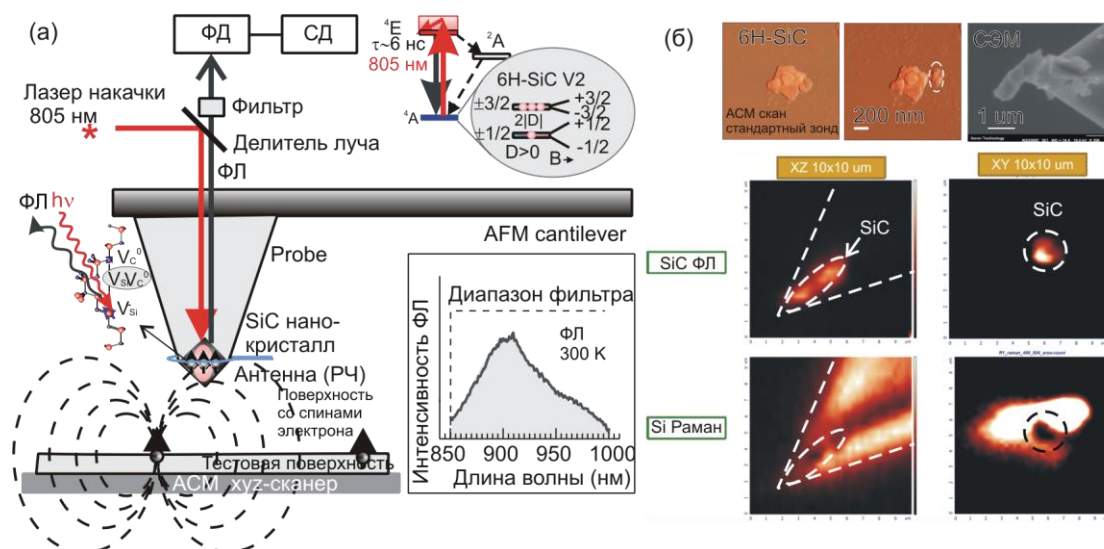 (а)
ФД
СД
Лазер накачки
805 нм
Фильтр
Делитель луча
ФЛ
⁴E
τ~6 нс
805 нм
²A
⁴A
6H-SiC V2
±3/2
+3/2
-3/2
2|D|
±1/2
+1/2
D>0
B
-1/2
AFM cantilever
Probe
ФЛ
hν
V_C⁰
V_SiV_C⁰
V_Si⁻
SiC нано-
кристалл
Антенна (РЧ)
Поверхность
со спинами
электрона
Тестовая поверхность
АСМ xyz-сканер
Интенсивность ФЛ
Диапазон фильтра
ФЛ
300 K
850
900
950
1000
Длина волны (нм)
(б)
6H-SiC
АСМ скан
стандартный зонд
200 nm
СЭМ
1 um
XZ 10x10 um
XY 10x10 um
SiC ФЛ
SiC
SiC
Si Раман